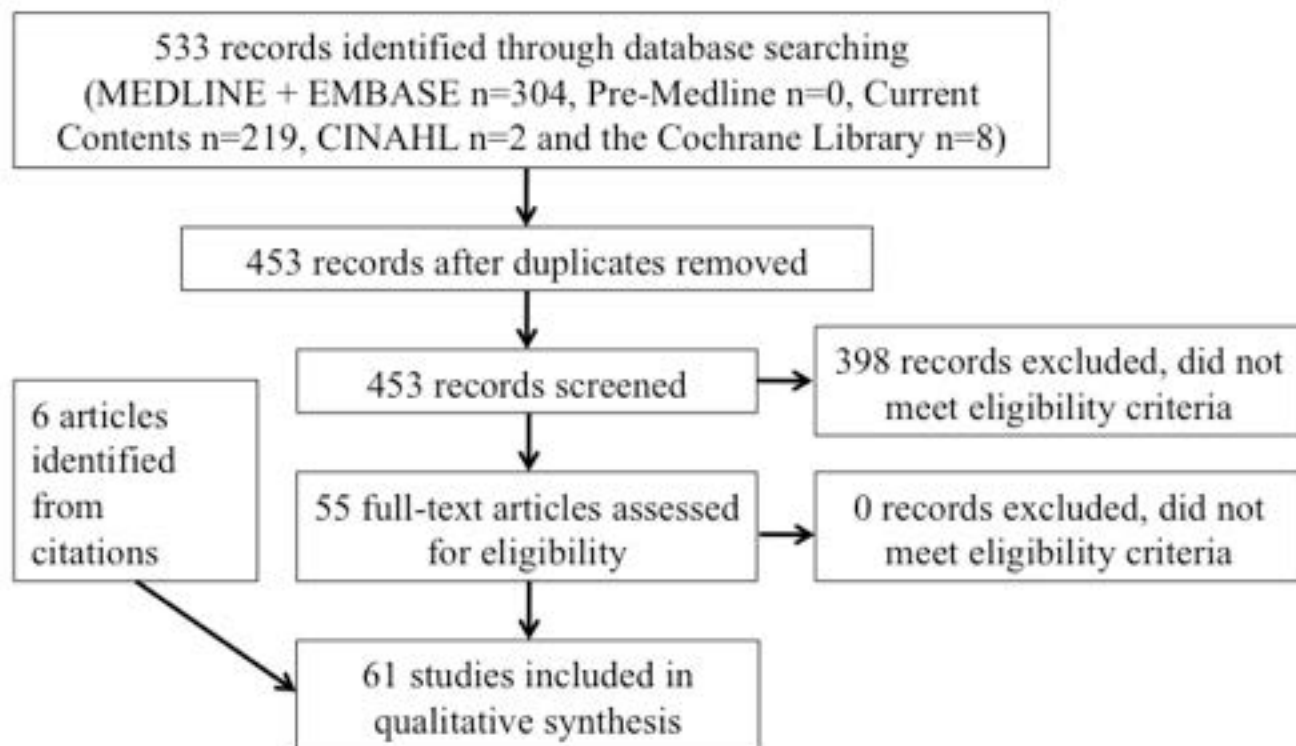 533 records identified through database searching
(MEDLINE + EMBASE n=304, Pre-Medline n=0, Current
Contents n=219, CINAHL n=2 and the Cochrane Library n=8)
453 records after duplicates removed
453 records screened
398 records excluded, did not
meet eligibility criteria
6 articles
identified
from
citations
55 full-text articles assessed
for eligibility
0 records excluded, did not
meet eligibility criteria
61 studies included in
qualitative synthesis